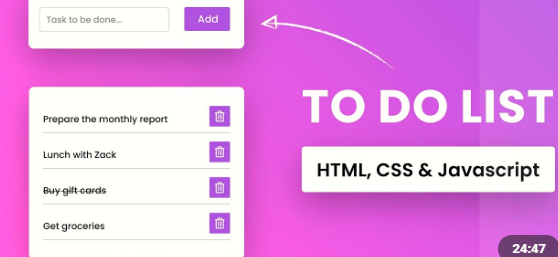 Task to be done...
Add
Prepare the monthly report
Lunch with Zack
Buy gift cards
Get groceries
TO DO LIST
HTML, CSS & Javascript
24:47